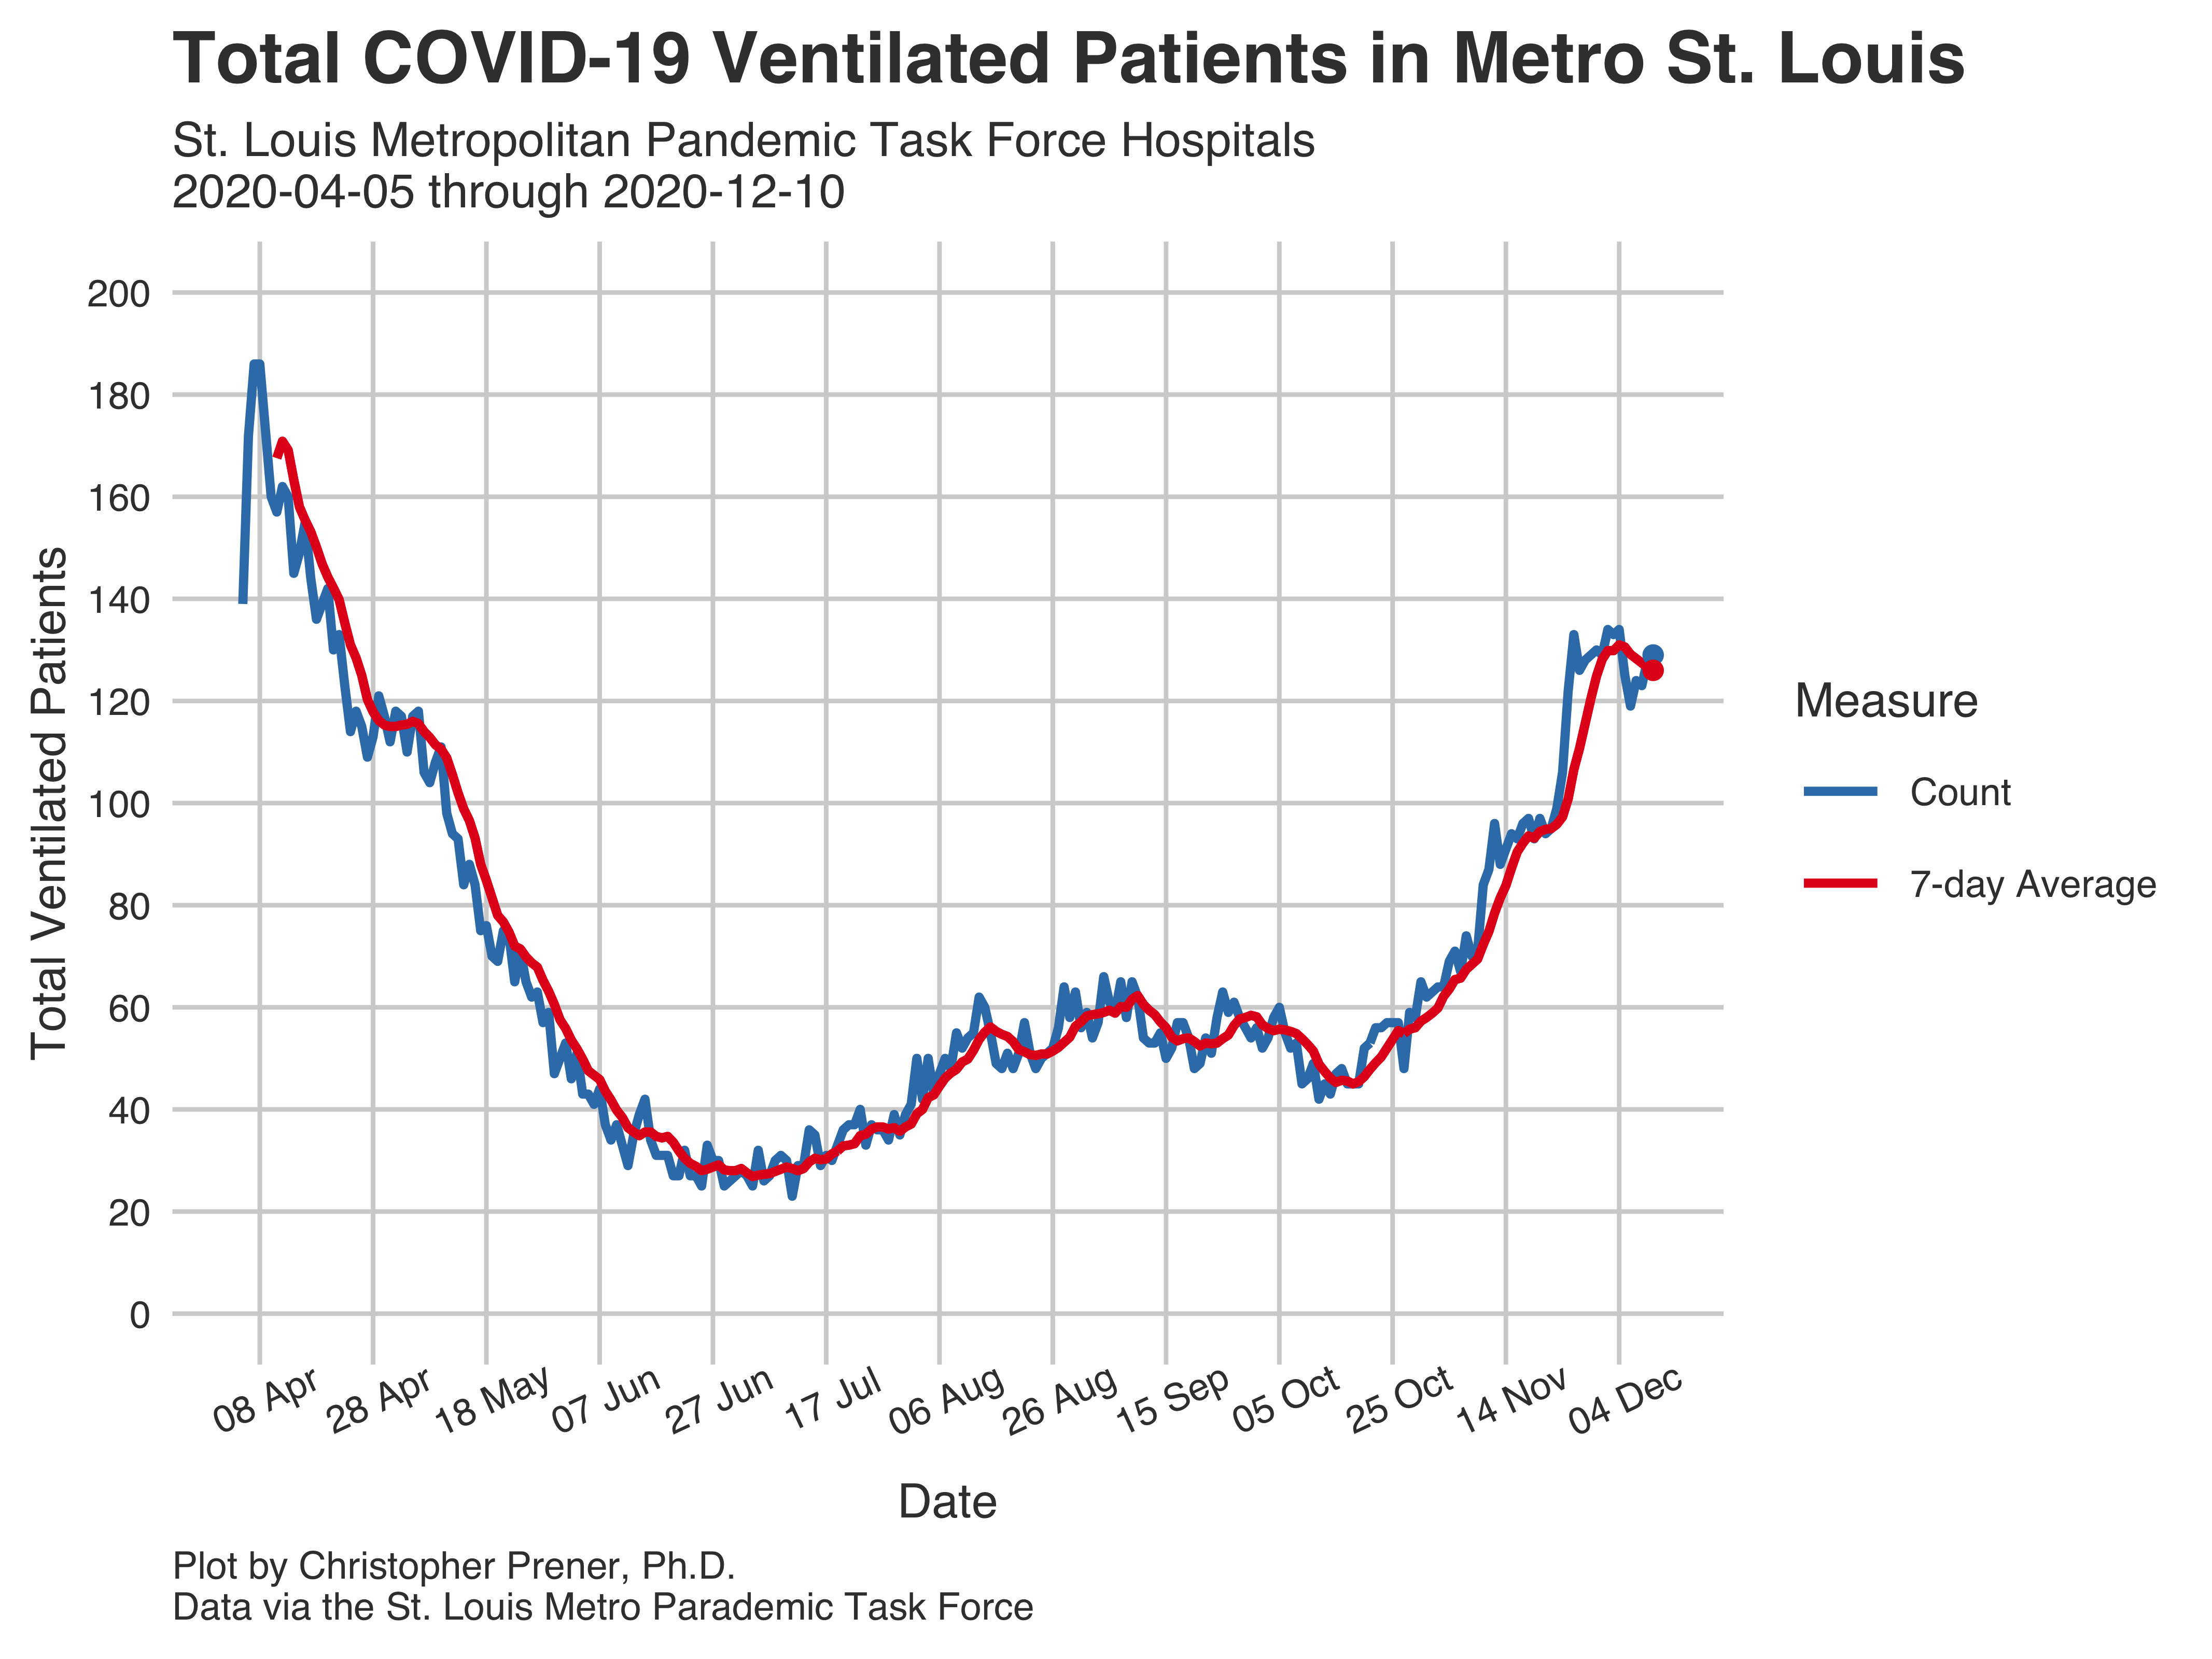 Total COVID-19 Ventilated Patients in Metro St. Louis
St. Louis Metropolitan Pandemic Task Force Hospitals
2020-04-05 through 2020-12-10
Total Ventilated Patients
200
180
160
140
120
100
80
60
40
20
0
08 Apr
28 Apr
18 May
07 Jun
27 Jun
17 Jul
06 Aug
26 Aug
15 Sep
05 Oct
25 Oct
14 Nov
04 Dec
Date
Measure
Count
7-day Average
Plot by Christopher Prener, Ph.D.
Data via the St. Louis Metro Parademic Task Force